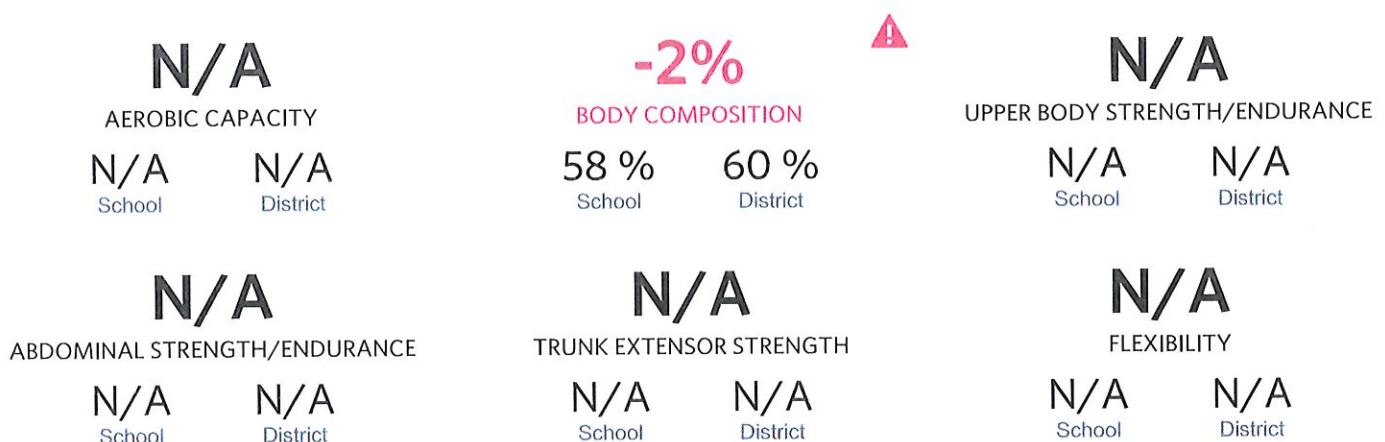 N/A
AEROBIC CAPACITY
N/A N/A
School District
-2%
BODY COMPOSITION
58 % 60 %
School District
N/A
UPPER BODY STRENGTH/ENDURANCE
N/A N/A
School District
N/A
ABDOMINAL STRENGTH/ENDURANCE
N/A N/A
School District
N/A
TRUNK EXTENSOR STRENGTH
N/A N/A
School District
N/A
FLEXIBILITY
N/A N/A
School District